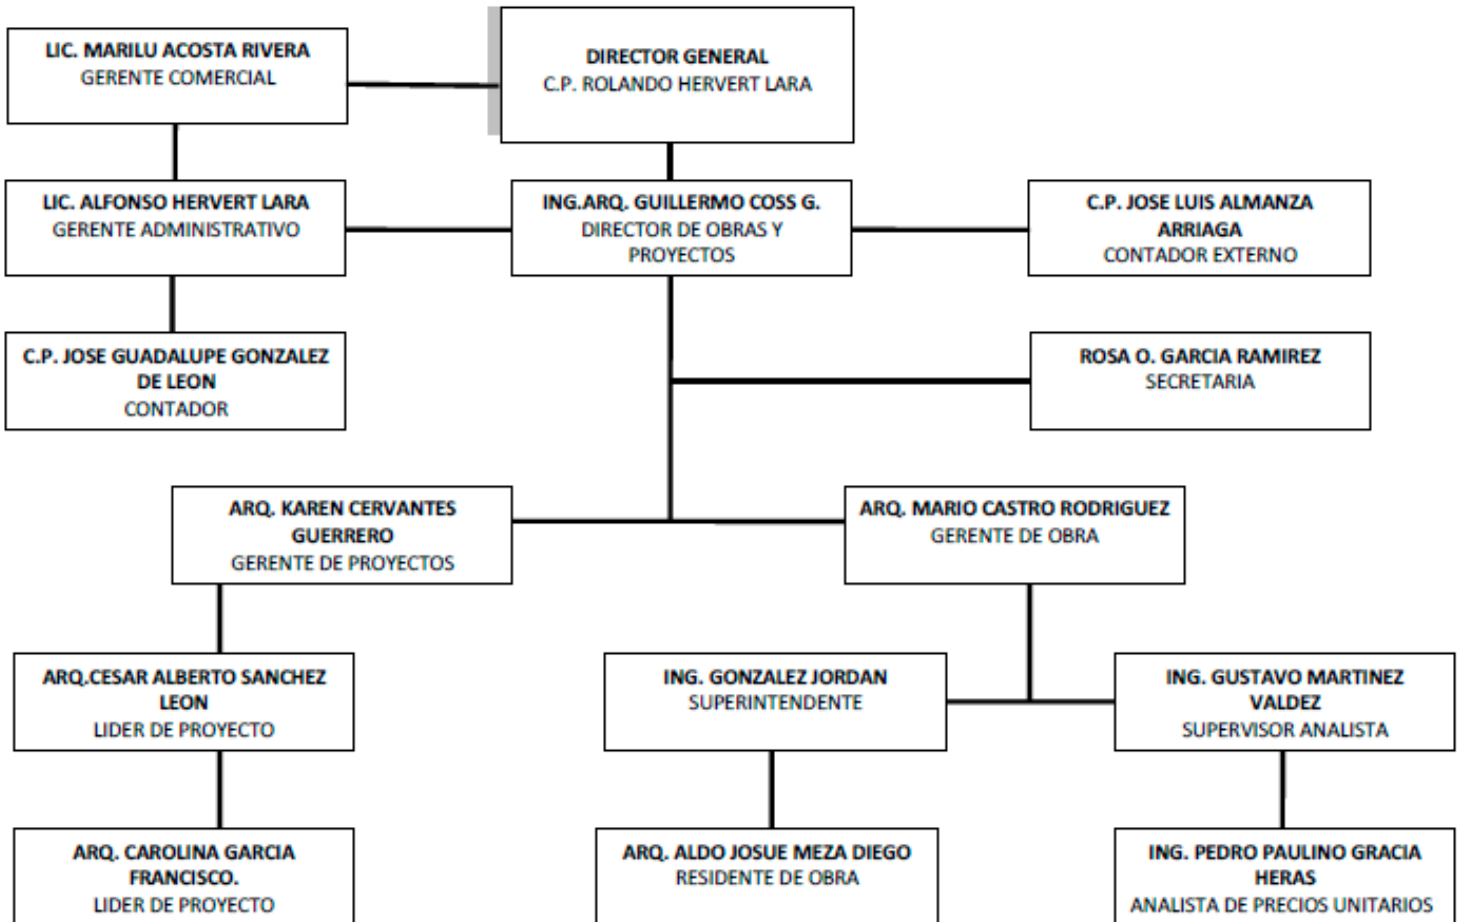 LIC. MARILU ACOSTA RIVERA
GERENTE COMERCIAL
DIRECTOR GENERAL
C.P. ROLANDO HERVERT LARA
LIC. ALFONSO HERVERT LARA
GERENTE ADMINISTRATIVO
ING.ARQ. GUILLERMO COSS G.
DIRECTOR DE OBRAS Y
PROYECTOS
C.P. JOSE LUIS ALMANZA
ARRIAGA
CONTADOR EXTERNO
C.P. JOSE GUADALUPE GONZALEZ
DE LEON
CONTADOR
ROSA O. GARCIA RAMIREZ
SECRETARIA
ARQ. KAREN CERVANTES
GUERRERO
GERENTE DE PROYECTOS
ARQ. MARIO CASTRO RODRIGUEZ
GERENTE DE OBRA
ARQ.CESAR ALBERTO SANCHEZ
LEON
LIDER DE PROYECTO
ING. GONZALEZ JORDAN
SUPERINTENDENTE
ING. GUSTAVO MARTINEZ
VALDEZ
SUPERVISOR ANALISTA
ARQ. CAROLINA GARCIA
FRANCISCO.
LIDER DE PROYECTO
ARQ. ALDO JOSUE MEZA DIEGO
RESIDENTE DE OBRA
ING. PEDRO PAULINO GRACIA
HERAS
ANALISTA DE PRECIOS UNITARIOS